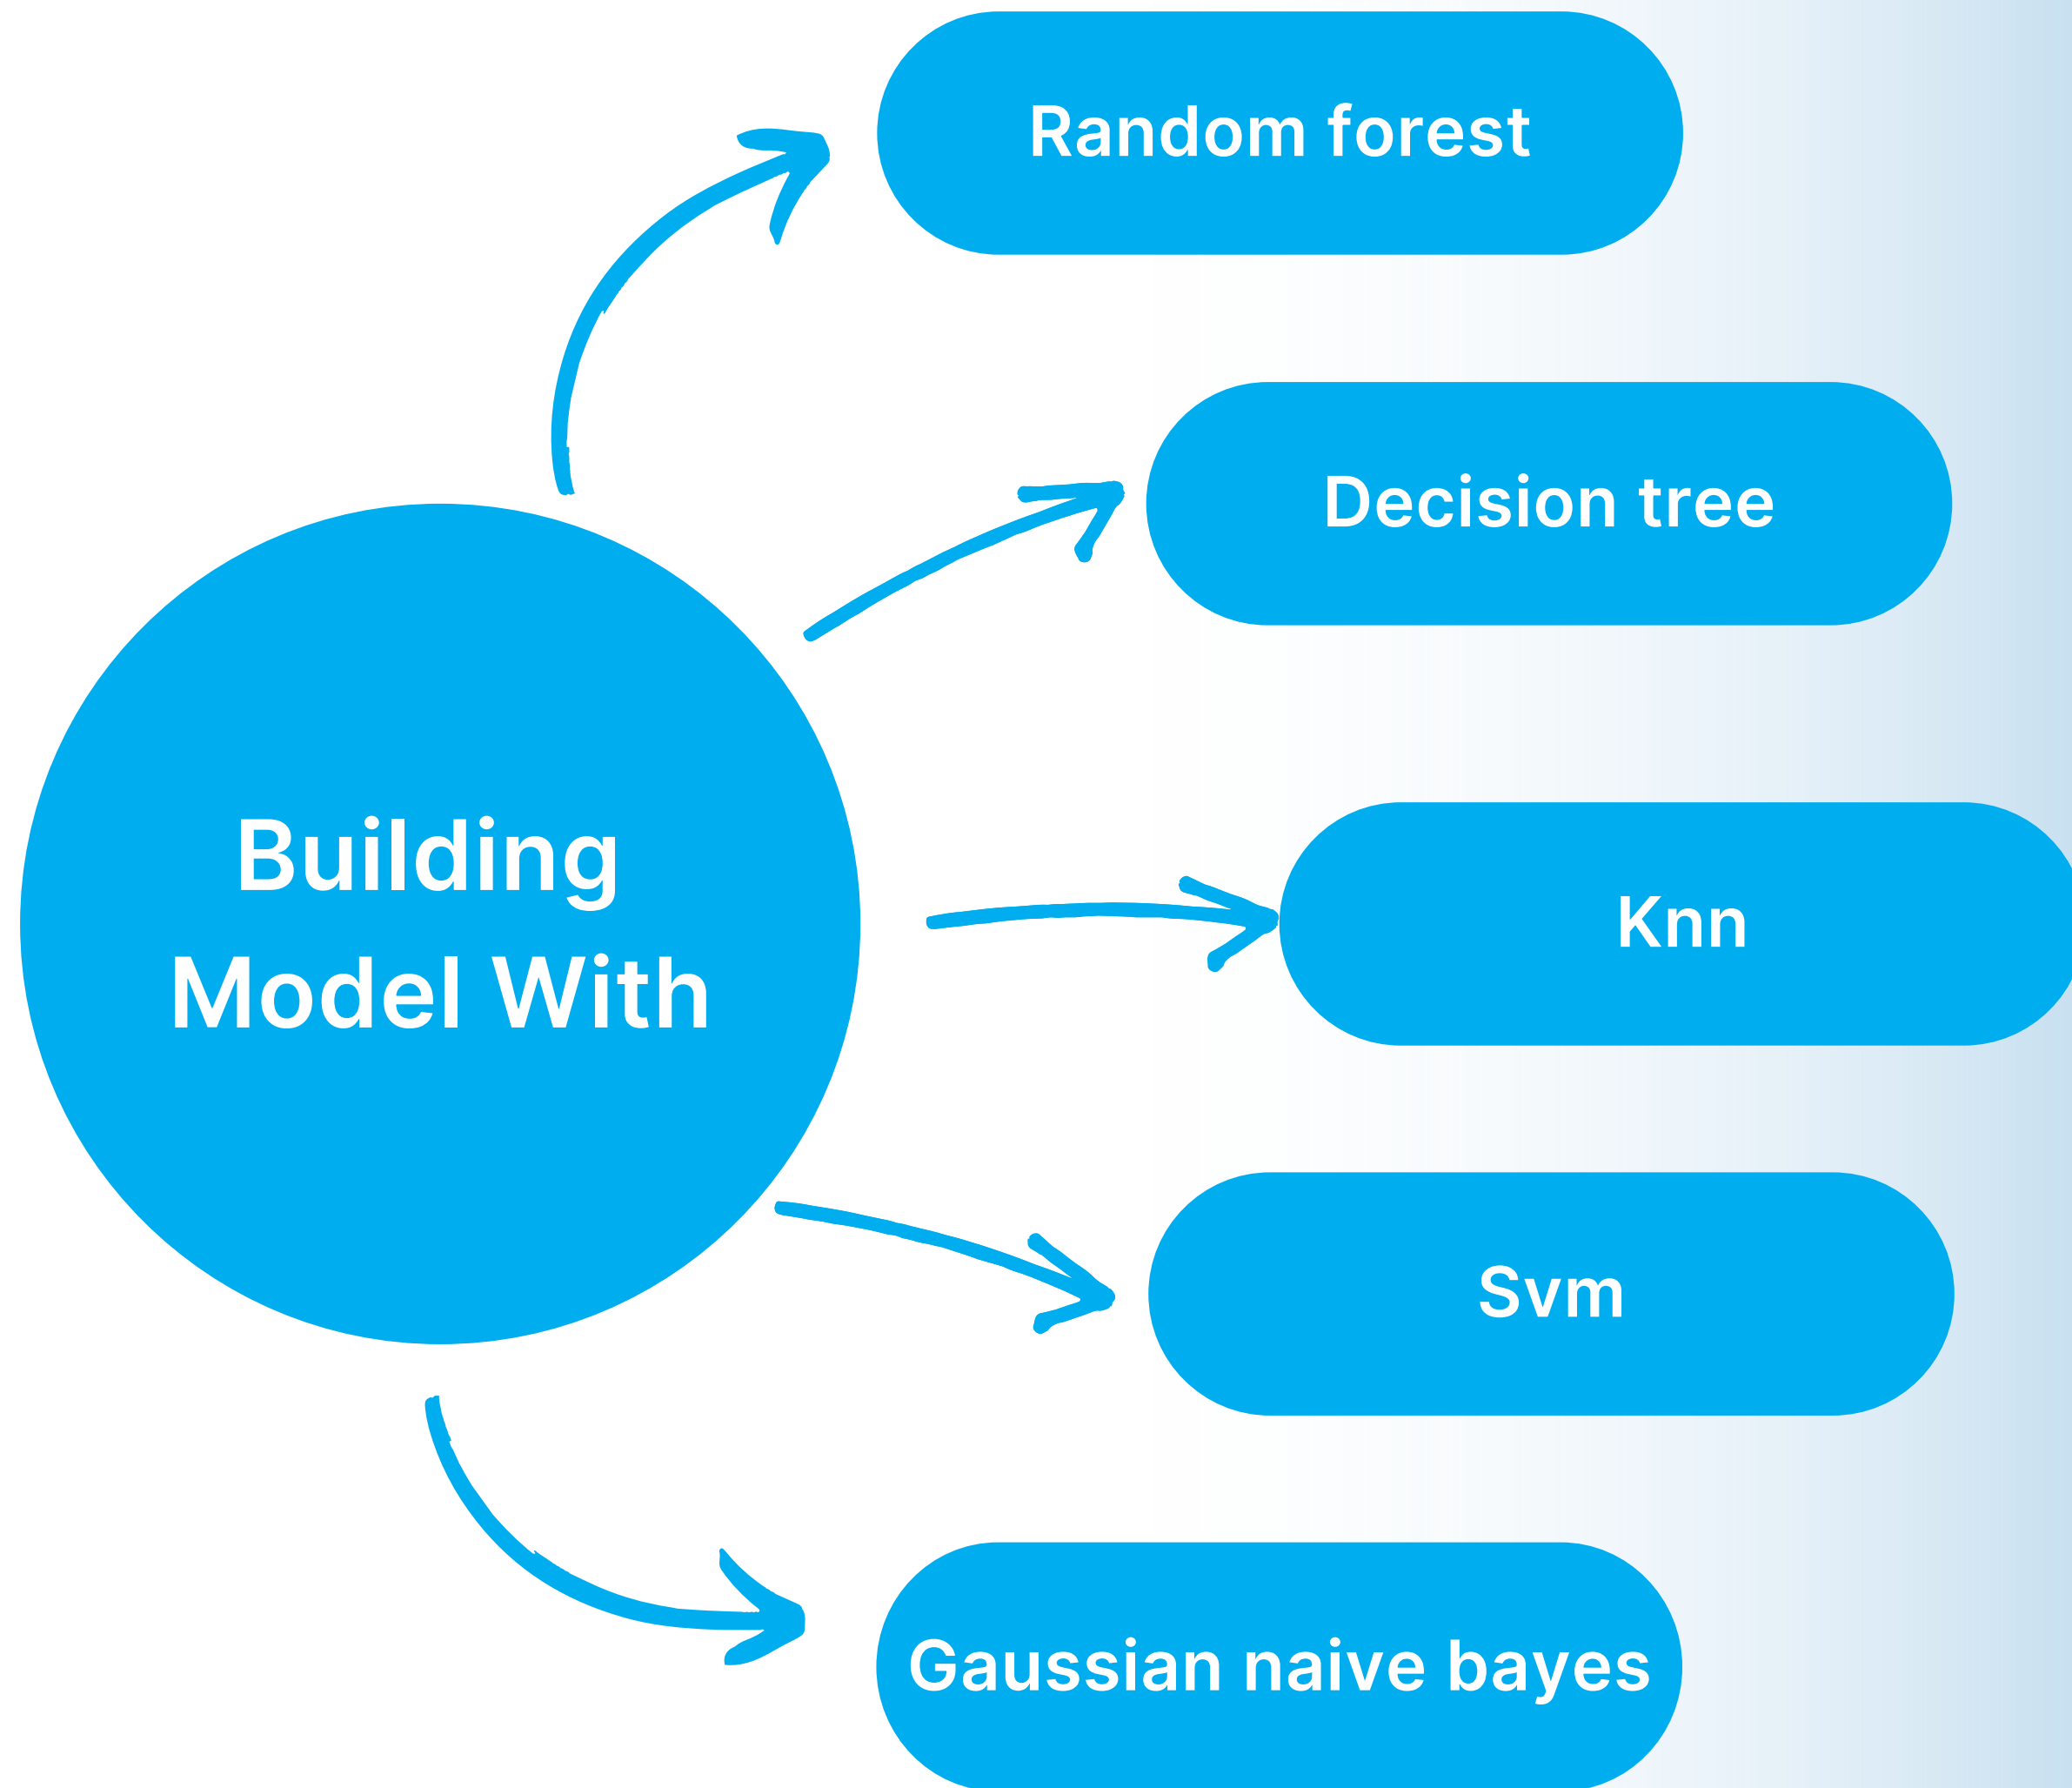 Building
Model With
Random forest
Decision tree
Knn
Svm
Gaussian naive bayes